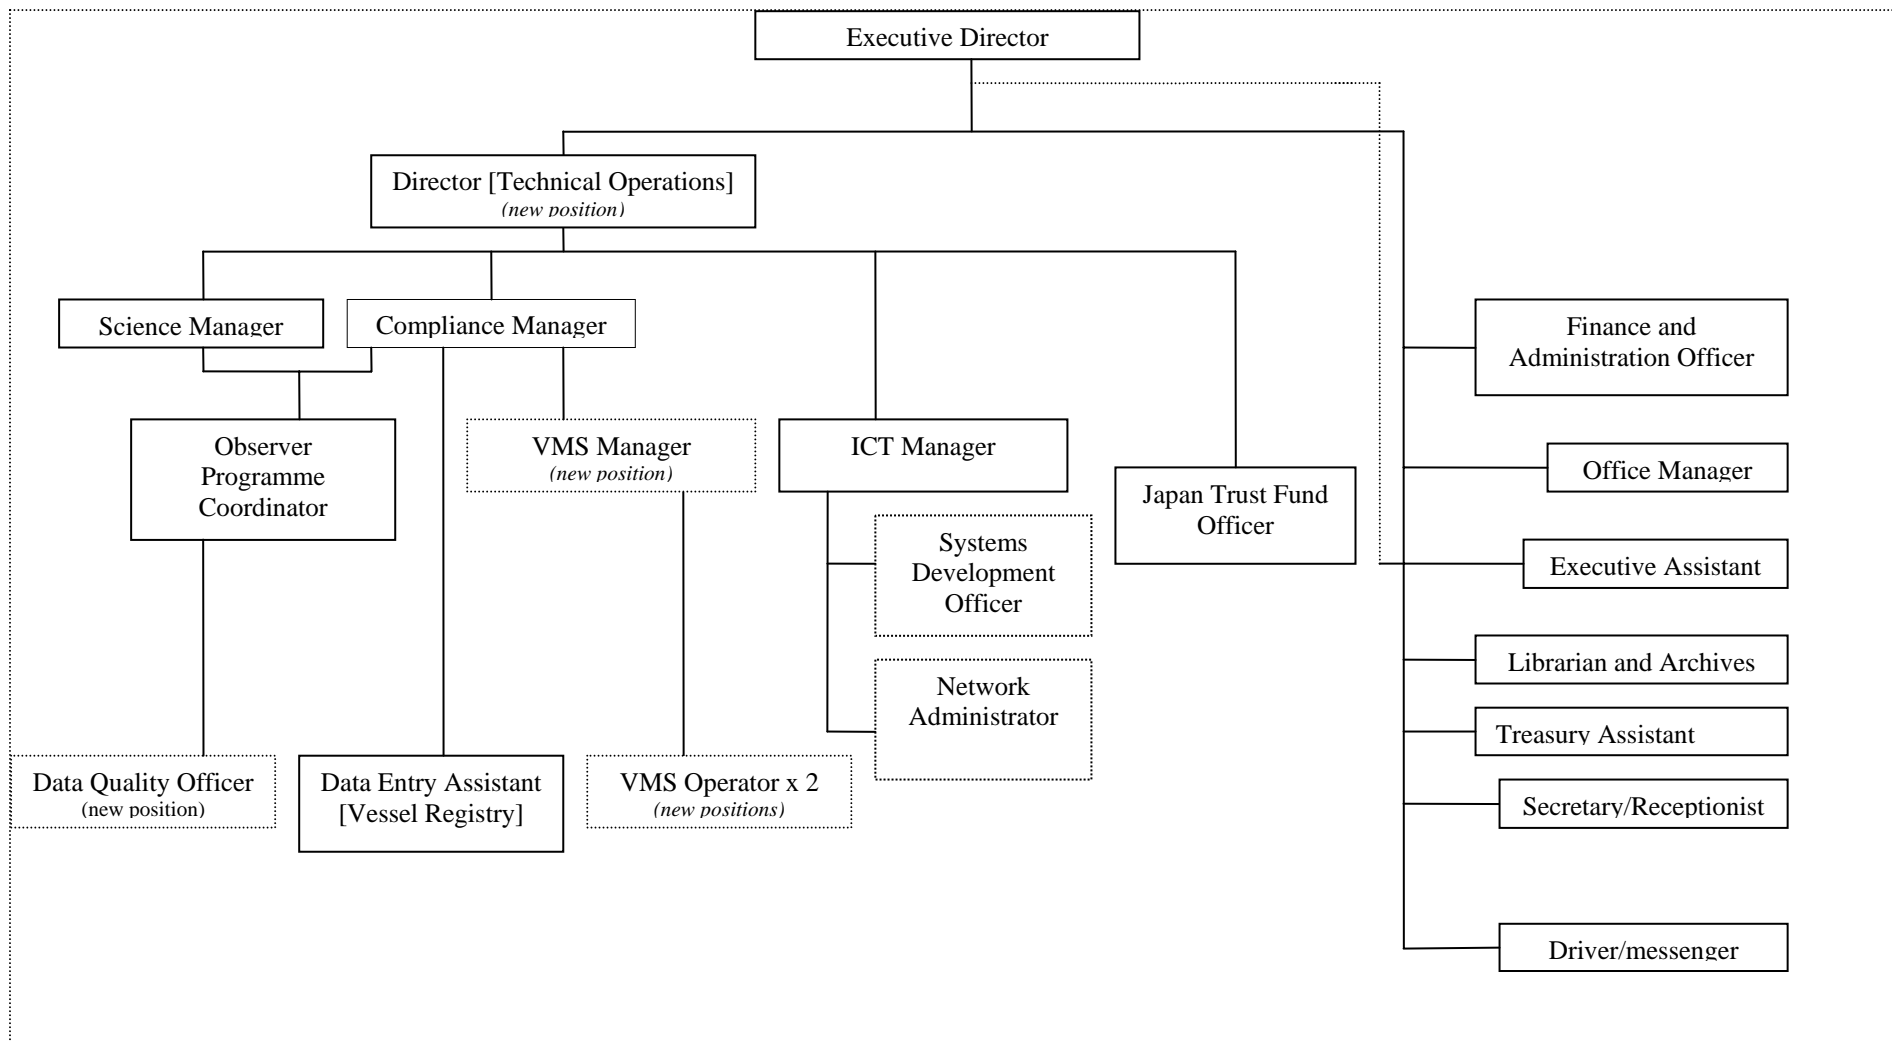 Executive Director
Director [Technical Operations]
(new position)
Science Manager
Compliance Manager
Finance and
Administration Officer
Observer
Programme
Coordinator
VMS Manager
(new position)
ICT Manager
Office Manager
Japan Trust Fund
Officer
Systems
Development
Officer
Executive Assistant
Librarian and Archives
Network
Administrator
Treasury Assistant
Data Quality Officer
(new position)
Data Entry Assistant
[Vessel Registry]
VMS Operator x 2
(new positions)
Secretary/Receptionist
Driver/messenger